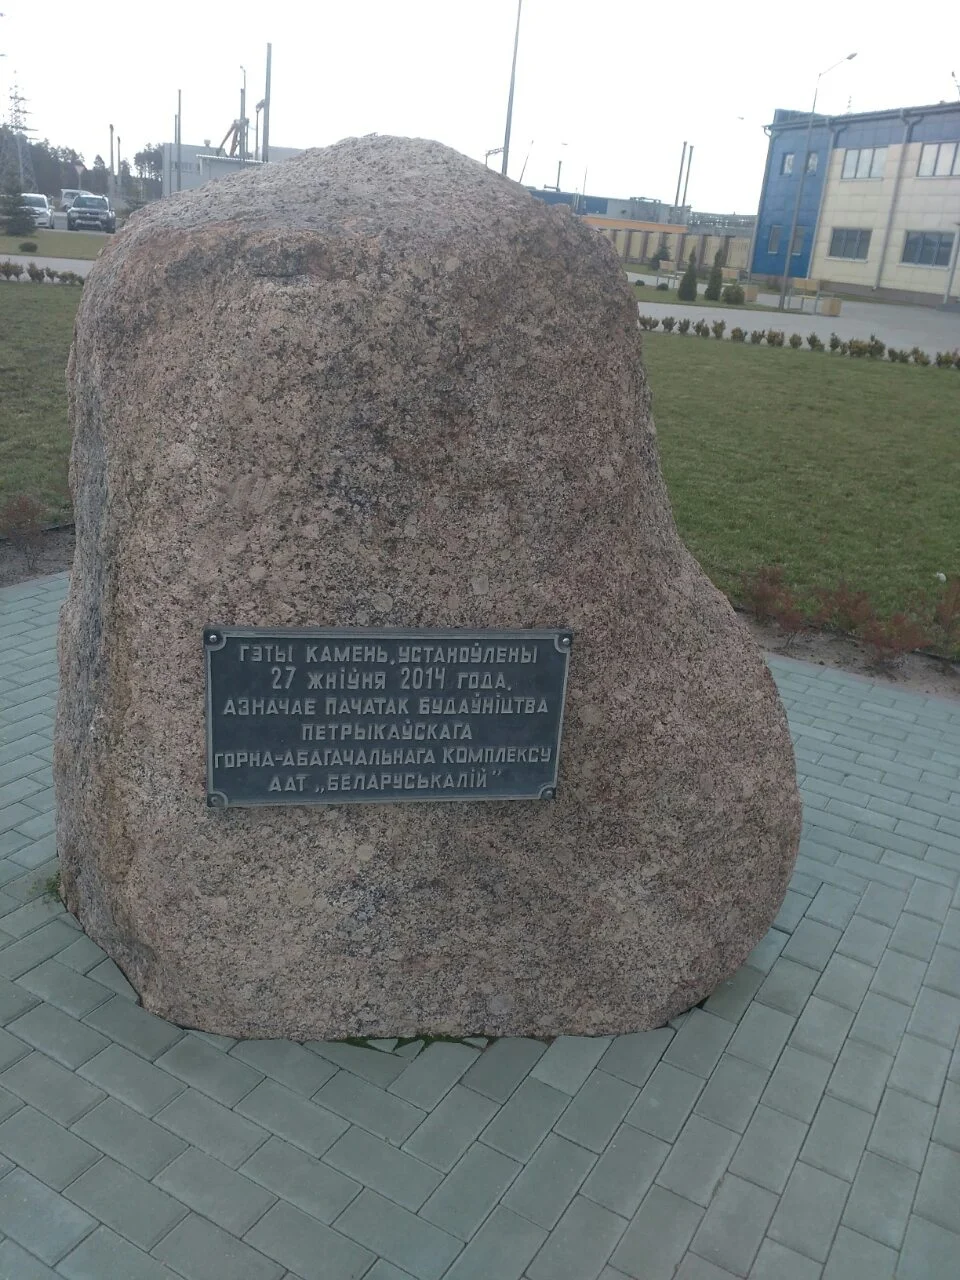 ГЭТЫ КАМЕНЬ, УСТАНОЎЛЕНЫ
27 ЖНІЎНЯ 2014 ГОДА,
АЗНАЧАЕ ПАЧАТАК БУДАЎНІЦТВА
ПЕТРЫКАЎСКАГА
ГОРНА-АБАГАЧАЛЬНАГА КОМПЛЕКСУ
ААТ „БЕЛАРУСЬКАЛІЙ"